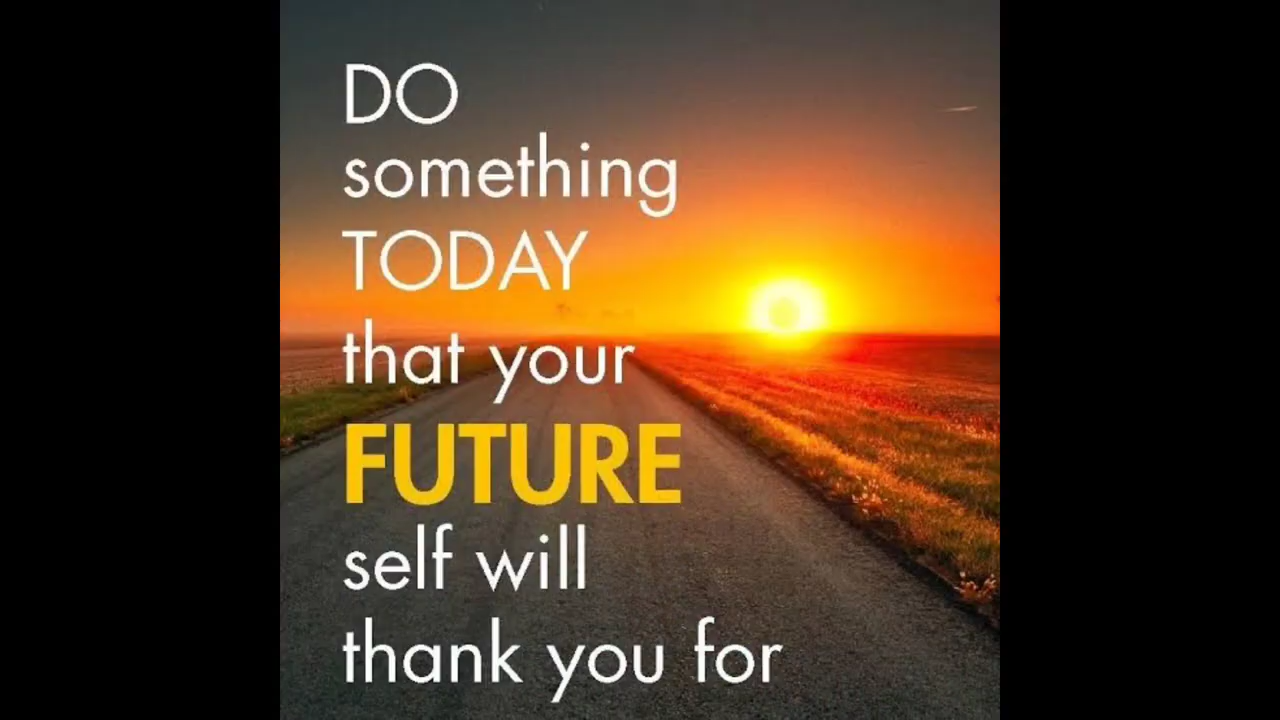 DO
something
TODAY
that your
FUTURE
self will
thank you for